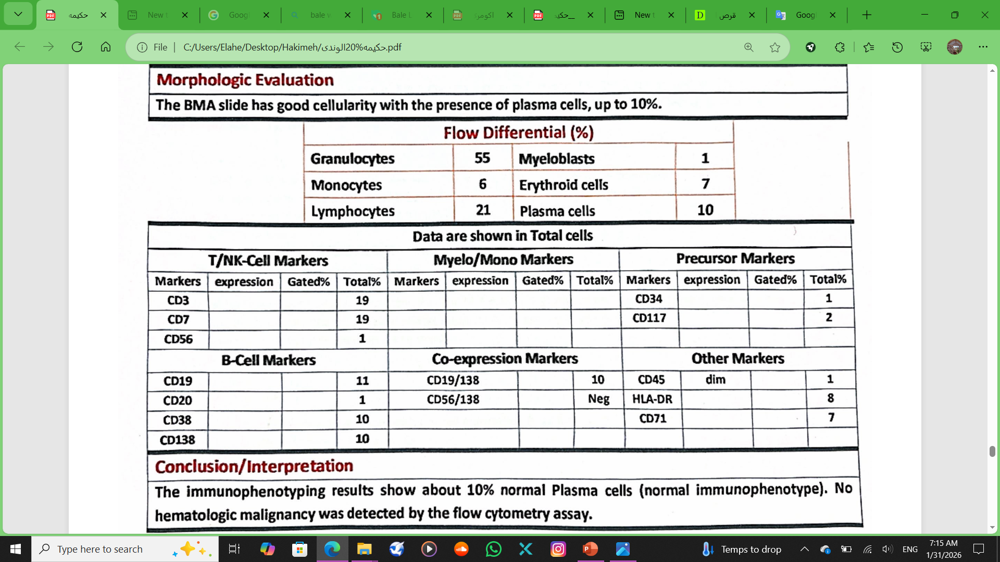 حکیمه
New t
Goog
bale v
Bale L
اکومر
حکی__
New t
قرص
Goog
File
C:/Users/Elahe/Desktop/Hakimeh/حکیمه%20الوندی.pdf
Morphologic Evaluation
The BMA slide has good cellularity with the presence of plasma cells, up to 10%.
Flow Differential (%)
Granulocytes 55 Myeloblasts 1
Monocytes 6 Erythroid cells 7
Lymphocytes 21 Plasma cells 10
Data are shown in Total cells
T/NK-Cell Markers Myelo/Mono Markers Precursor Markers
Markers expression Gated% Total% Markers expression Gated% Total% Markers expression Gated% Total%
CD3 19 CD34 1
CD7 19 CD117 2
CD56 1
B-Cell Markers Co-expression Markers Other Markers
CD19 11 CD19/138 10 CD45 dim 1
CD20 1 CD56/138 Neg HLA-DR 8
CD38 10 CD71 7
CD138 10
Conclusion/Interpretation
The immunophenotyping results show about 10% normal Plasma cells (normal immunophenotype). No
hematologic malignancy was detected by the flow cytometry assay.
Type here to search
Temps to drop
ENG
7:15 AM
1/31/2026